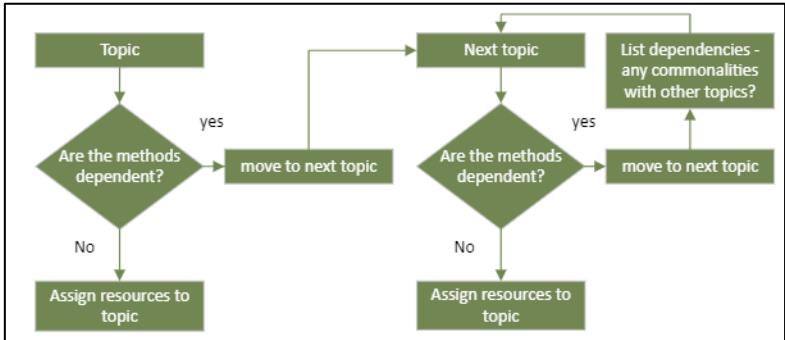 Topic
Next topic
List dependencies -
any commonalities
with other topics?
yes
yes
Are the methods
dependent?
move to next topic
Are the methods
dependent?
move to next topic
No
No
Assign resources to
topic
Assign resources to
topic